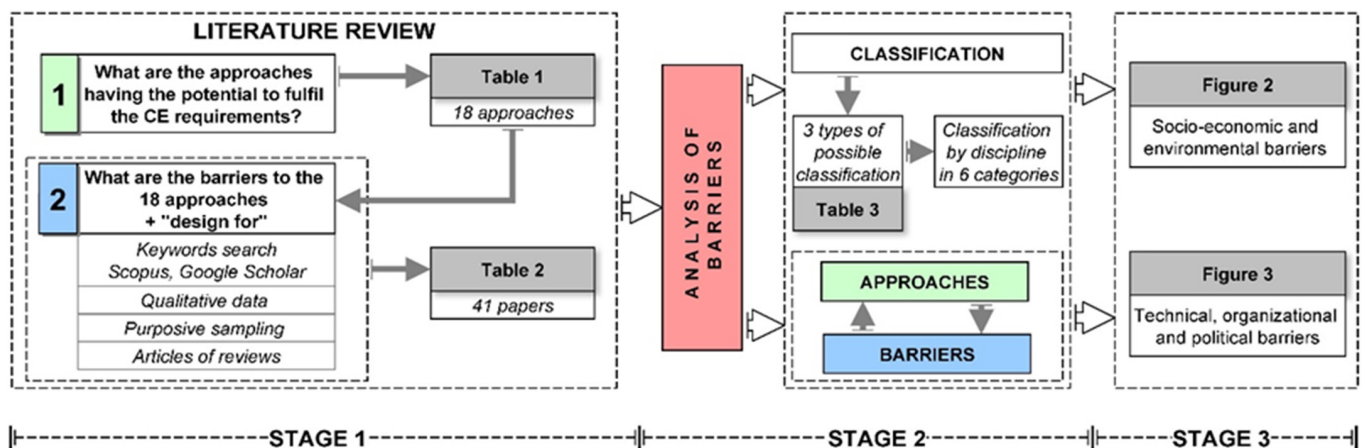 LITERATURE REVIEW
1
What are the approaches
having the potential to fulfil
the CE requirements?
Table 1
18 approaches
2
What are the barriers to the
18 approaches
+ "design for"
Keywords search
Scopus, Google Scholar
Qualitative data
Purposive sampling
Articles of reviews
Table 2
41 papers
ANALYSIS OF
BARRIERS
CLASSIFICATION
3 types of
possible
classification
Table 3
Classification
by discipline
in 6 categories
APPROACHES
BARRIERS
Figure 2
Socio-economic and
environmental barriers
Figure 3
Technical, organizational
and political barriers
STAGE 1
STAGE 2
STAGE 3